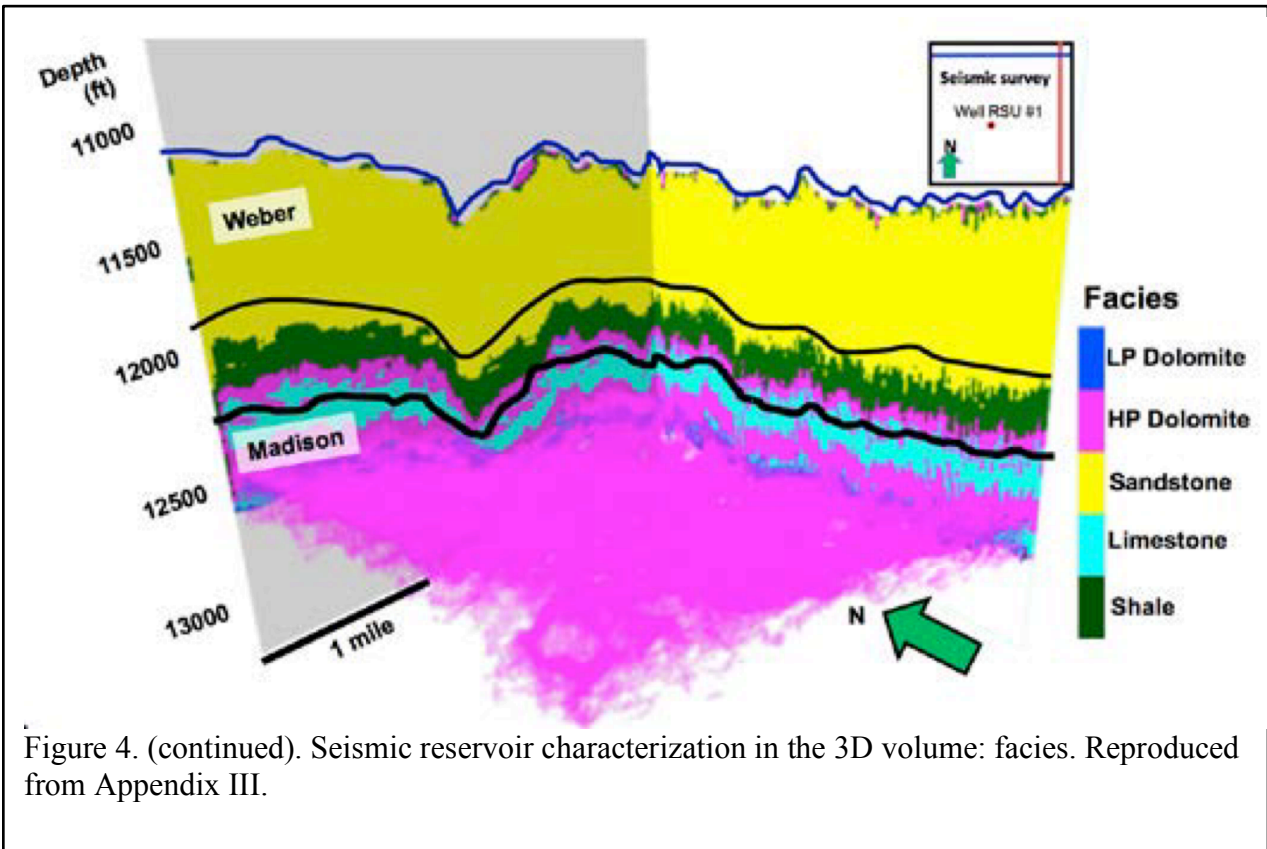 Depth
(ft)
11000
11500
12000
12500
13000
Weber
Madison
1 mile
N
Seismic survey
Well RSU #1
N
Facies
LP Dolomite
HP Dolomite
Sandstone
Limestone
Shale
Figure 4. (continued). Seismic reservoir characterization in the 3D volume: facies. Reproduced
from Appendix III.